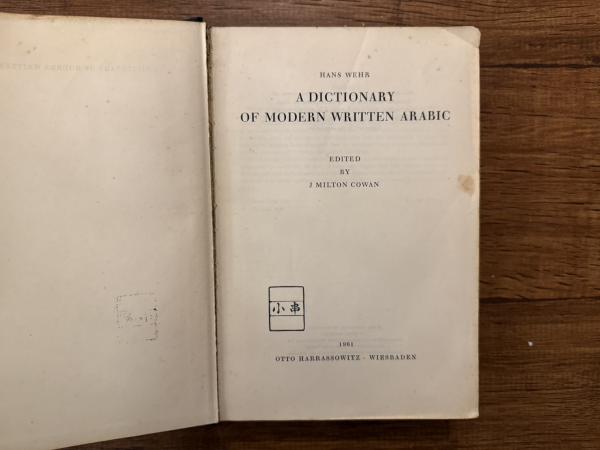 HANS WEHR
A DICTIONARY
OF MODERN WRITTEN ARABIC
EDITED
BY
J MILTON COWAN
小串
1961
OTTO HARRASSOWITZ · WIESBADEN